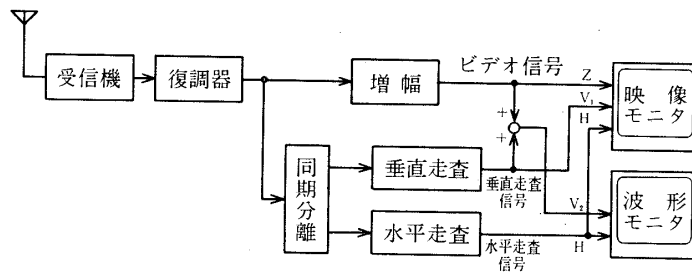 受信機
復調器
増幅
ビデオ信号
Z
V₁
H
映像
モニタ
+
+
同期分離
垂直走査
垂直走査
信号
水平走査
水平走査
信号
V₂
H
波形
モニタ